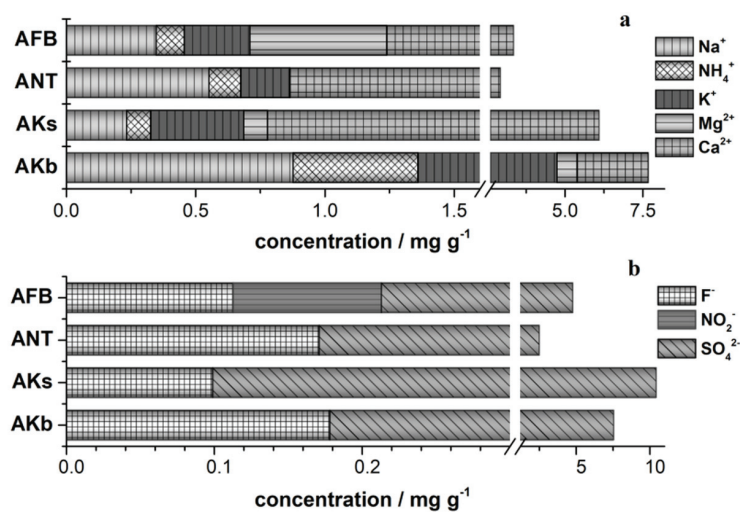 a
AFB
ANT
AKs
AKb
Na⁺
NH₄⁺
K⁺
Mg²⁺
Ca²⁺
0.0 0.5 1.0 1.5 5.0 7.5
concentration / mg g⁻¹
b
AFB
ANT
AKs
AKb
F⁻
NO₂⁻
SO₄²⁻
0.0 0.1 0.2 5 10
concentration / mg g⁻¹